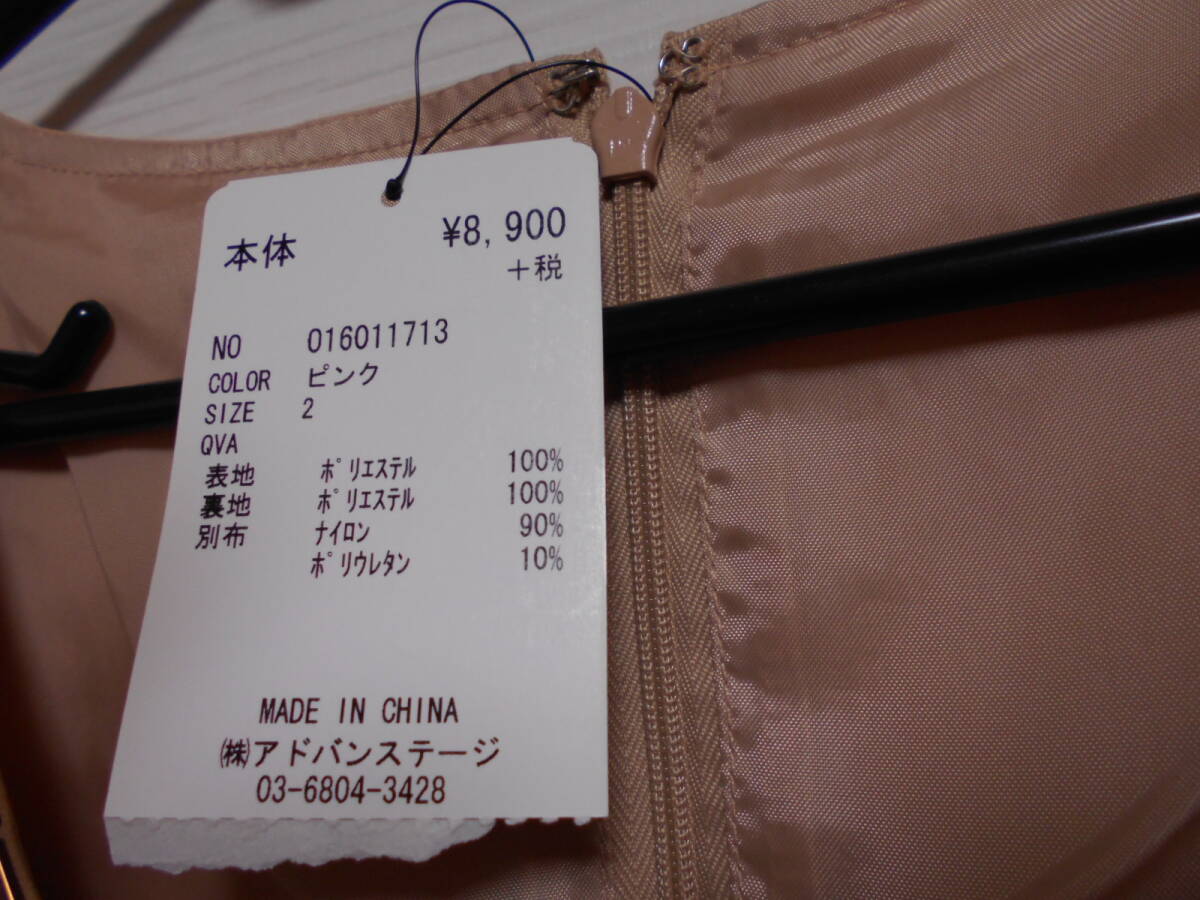 本体 ¥8,900
+税
NO 016011713
COLOR ピンク
SIZE 2
QVA
表地 ﾎﾟﾘｴｽﾃﾙ 100%
裏地 ﾎﾟﾘｴｽﾃﾙ 100%
別布 ﾅｲﾛﾝ 90%
ﾎﾟﾘｳﾚﾀﾝ 10%
MADE IN CHINA
㈱アドバンステージ
03-6804-3428